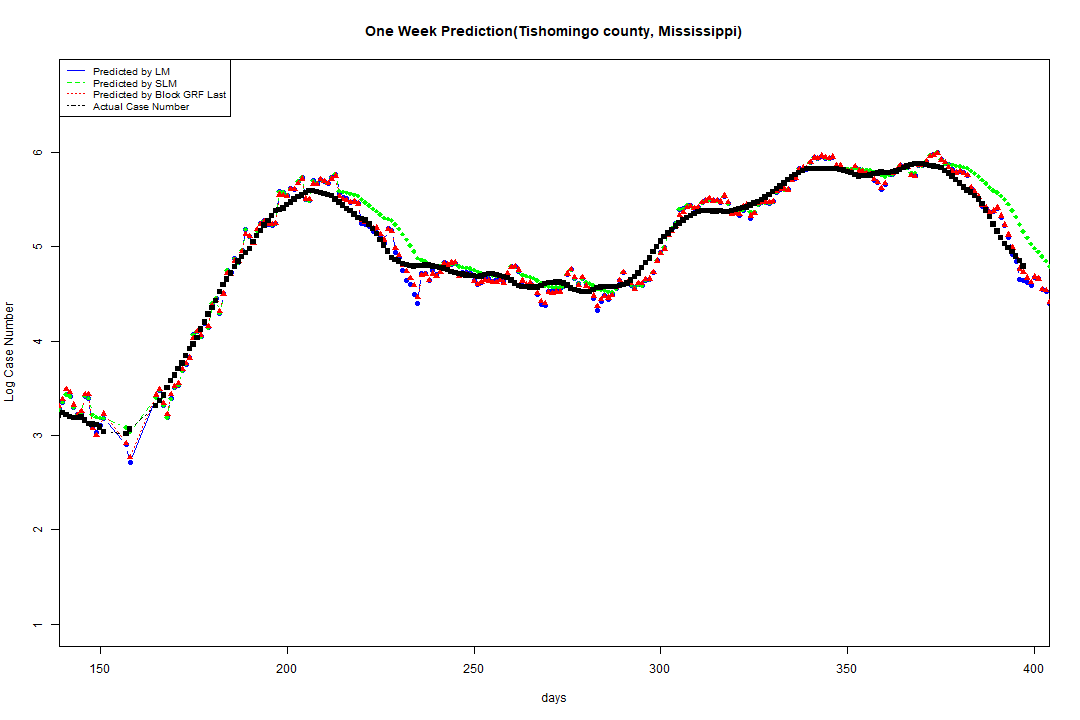 One Week Prediction(Tishomingo county, Mississippi)
Predicted by LM
Predicted by SLM
Predicted by Block GRF Last
Actual Case Number
6
5
4
3
2
1
Log Case Number
150 200 250 300 350 400
days